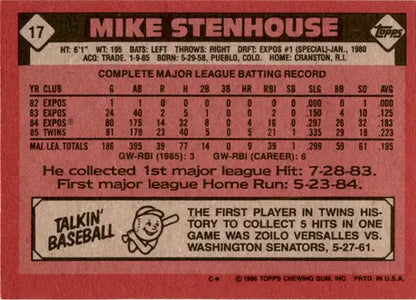 17 MIKE STENHOUSE Topps
HT: 6'1" WT: 195 BATS: LEFT THROWS: RIGHT DRFT: EXPOS #1 (SPECIAL)-JAN., 1980
ACQ: TRADE, 1-9-85 BORN: 5-29-58, PUEBLO, COLO. HOME: CRANSTON, R.I.
COMPLETE MAJOR LEAGUE BATTING RECORD
YR CLUB G AB R H 2B 3B HR RBI SB SLG BB SO AVG
82 EXPOS 1 1 0 0 0 0 0 0 0 .000 0 1 .000
83 EXPOS 24 40 2 5 1 0 0 2 0 .150 4 10 .125
84 EXPOS 80 175 14 32 8 0 4 16 0 .297 26 32 .183
85 TWINS 81 179 23 40 5 0 5 21 1 .335 29 18 .223
MAJ.LEA. TOTALS 186 395 39 77 14 0 9 39 1 .299 59 61 .195
GW-RBI (1985): 3 GW-RBI (CAREER): 6
He collected 1st major league Hit: 7-28-83.
First major league Home Run: 5-23-84.
TALKIN'
BASEBALL
THE FIRST PLAYER IN TWINS HIS-
TORY TO COLLECT 5 HITS IN ONE
GAME WAS ZOILO VERSALLES VS.
WASHINGTON SENATORS, 5-27-61.
C* © 1986 TOPPS CHEWING GUM, INC. PRTD. IN U.S.A.